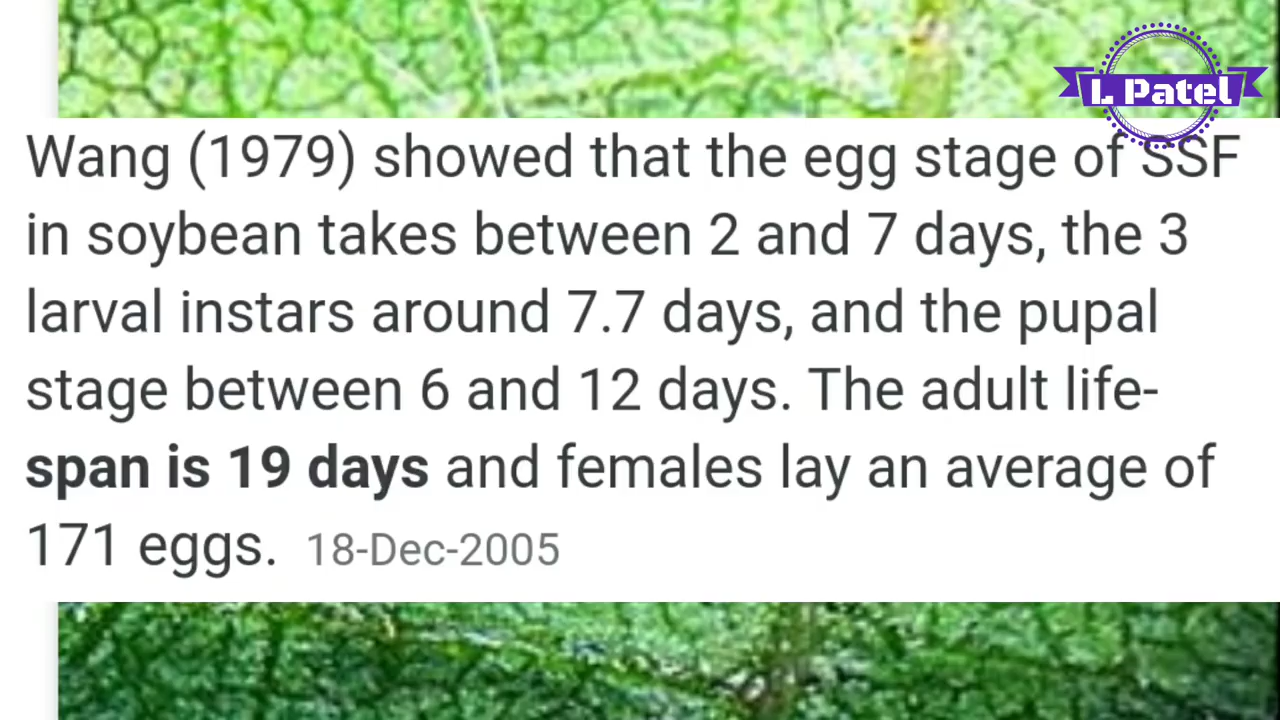 L Patel
Wang (1979) showed that the egg stage of SSF
in soybean takes between 2 and 7 days, the 3
larval instars around 7.7 days, and the pupal
stage between 6 and 12 days. The adult life-
span is 19 days and females lay an average of
171 eggs. 18-Dec-2005